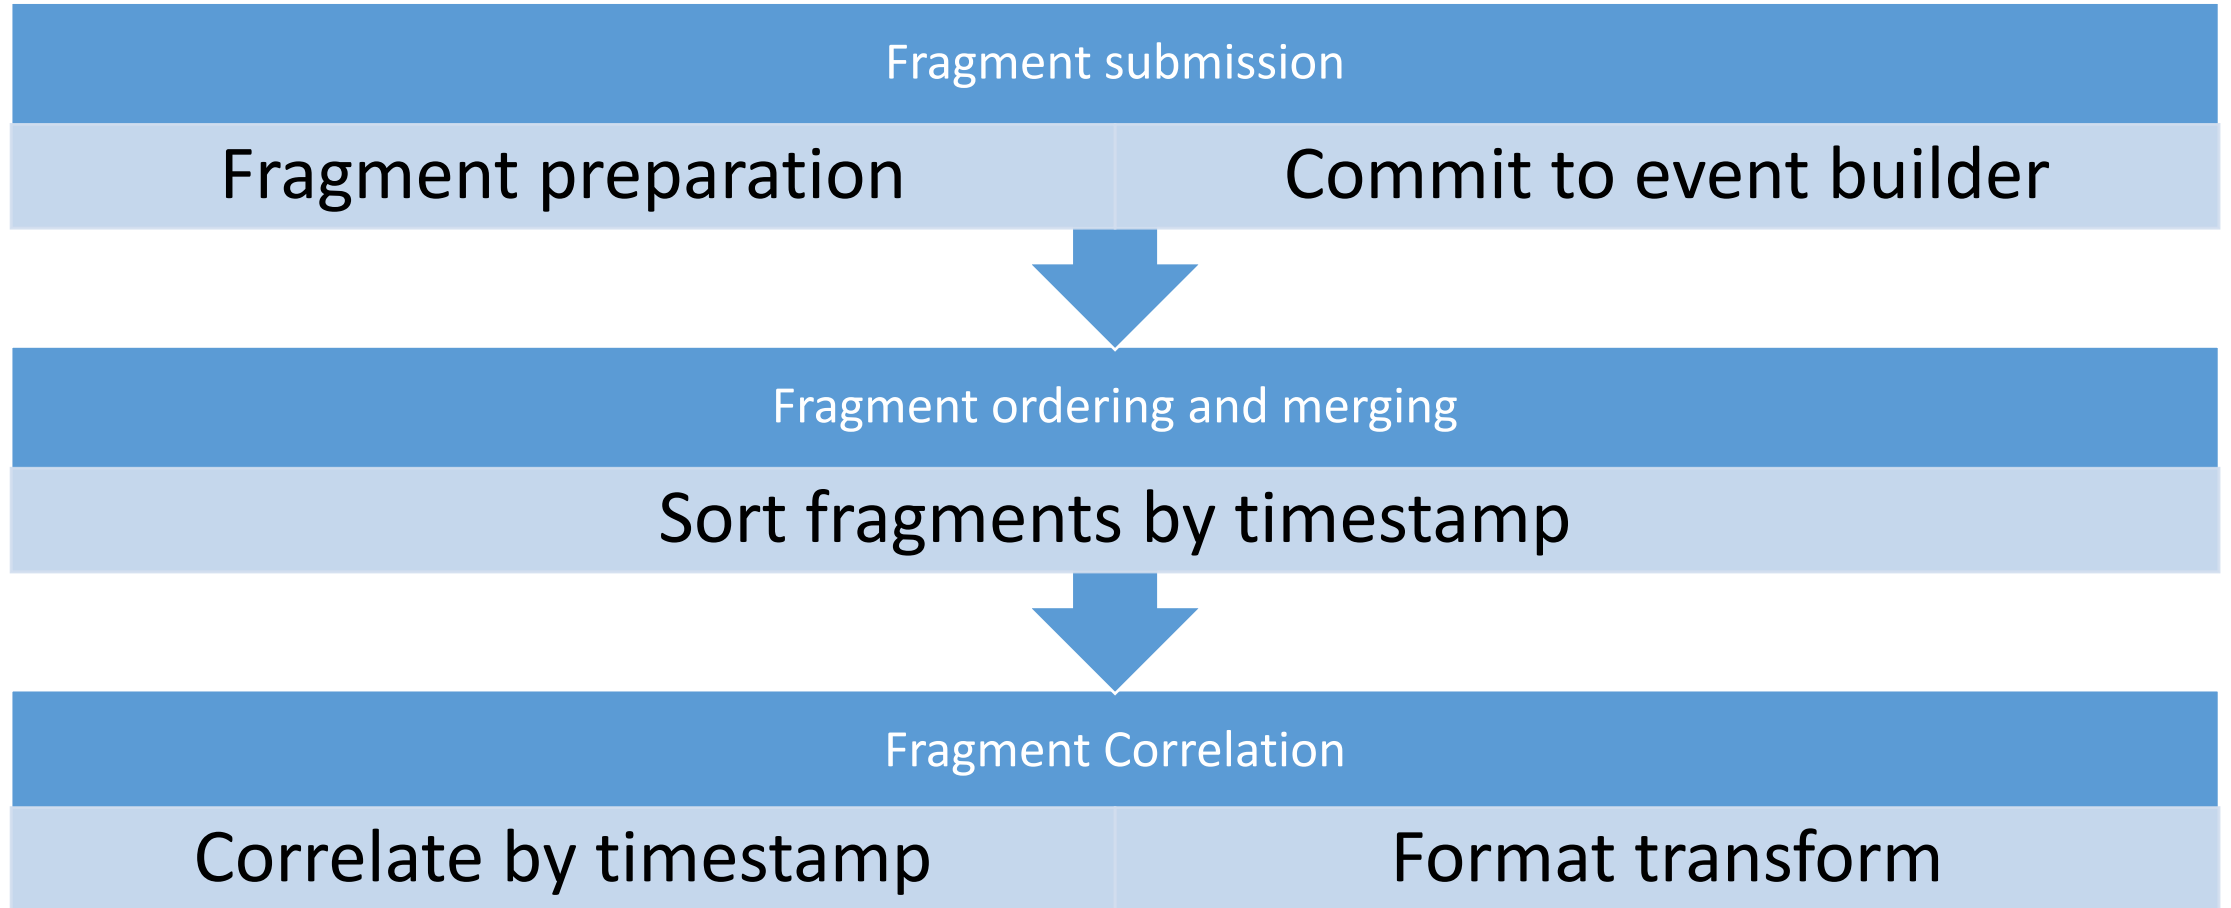 Fragment submission
Fragment preparation
Commit to event builder
Fragment ordering and merging
Sort fragments by timestamp
Fragment Correlation
Correlate by timestamp
Format transform